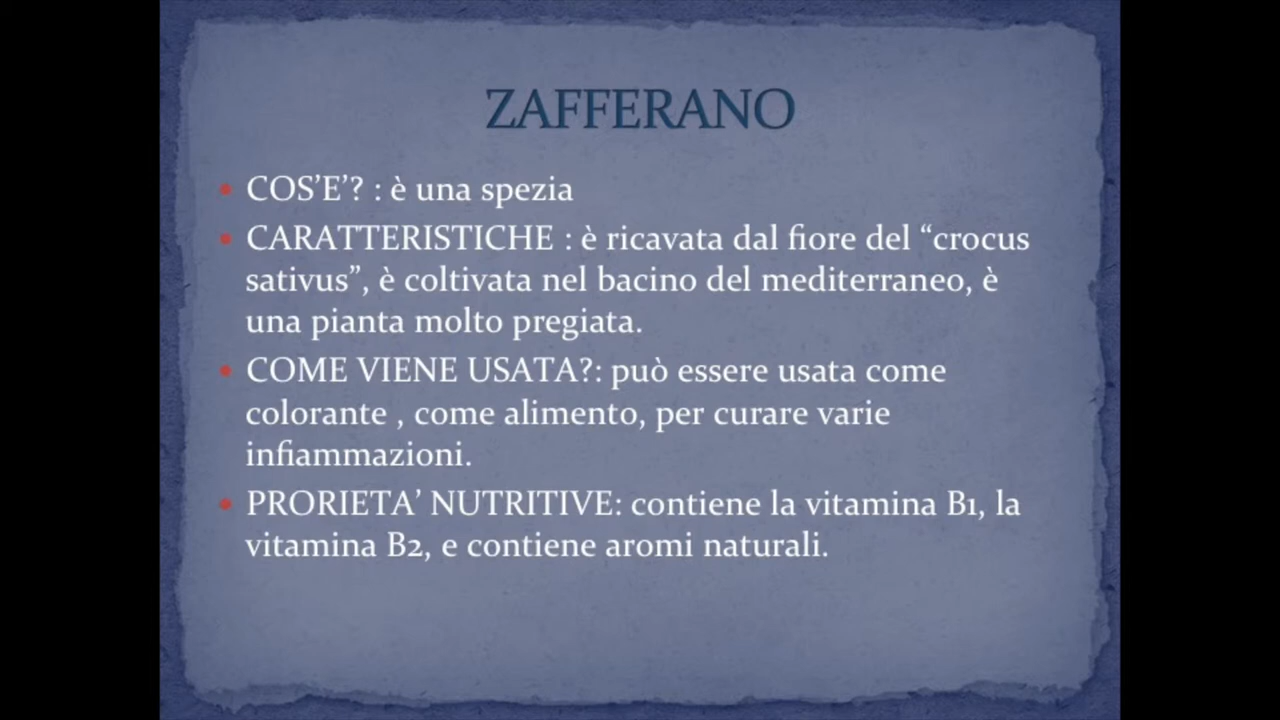 ZAFFERANO
• COS’E’? : è una spezia
• CARATTERISTICHE : è ricavata dal fiore del “crocus
sativus”, è coltivata nel bacino del mediterraneo, è
una pianta molto pregiata.
• COME VIENE USATA?: può essere usata come
colorante , come alimento, per curare varie
infiammazioni.
• PRORIETA’ NUTRITIVE: contiene la vitamina B1, la
vitamina B2, e contiene aromi naturali.